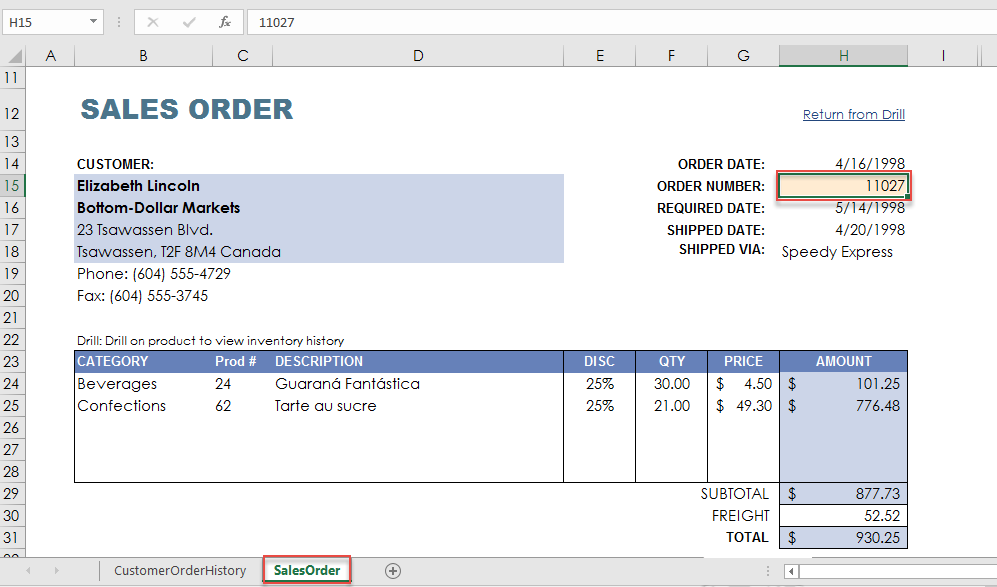 H15 fx 11027
A B C D E F G H I
11
12 SALES ORDER Return from Drill
13
14 CUSTOMER: ORDER DATE: 4/16/1998
15 Elizabeth Lincoln ORDER NUMBER: 11027
16 Bottom-Dollar Markets REQUIRED DATE: 5/14/1998
17 23 Tsawassen Blvd. SHIPPED DATE: 4/20/1998
18 Tsawassen, T2F 8M4 Canada SHIPPED VIA: Speedy Express
19 Phone: (604) 555-4729
20 Fax: (604) 555-3745
21
22 Drill: Drill on product to view inventory history
23 CATEGORY Prod # DESCRIPTION DISC QTY PRICE AMOUNT
24 Beverages 24 Guaraná Fantástica 25% 30.00 $ 4.50 $ 101.25
25 Confections 62 Tarte au sucre 25% 21.00 $ 49.30 $ 776.48
26
27
28
29 SUBTOTAL $ 877.73
30 FREIGHT 52.52
31 TOTAL $ 930.25
CustomerOrderHistory SalesOrder